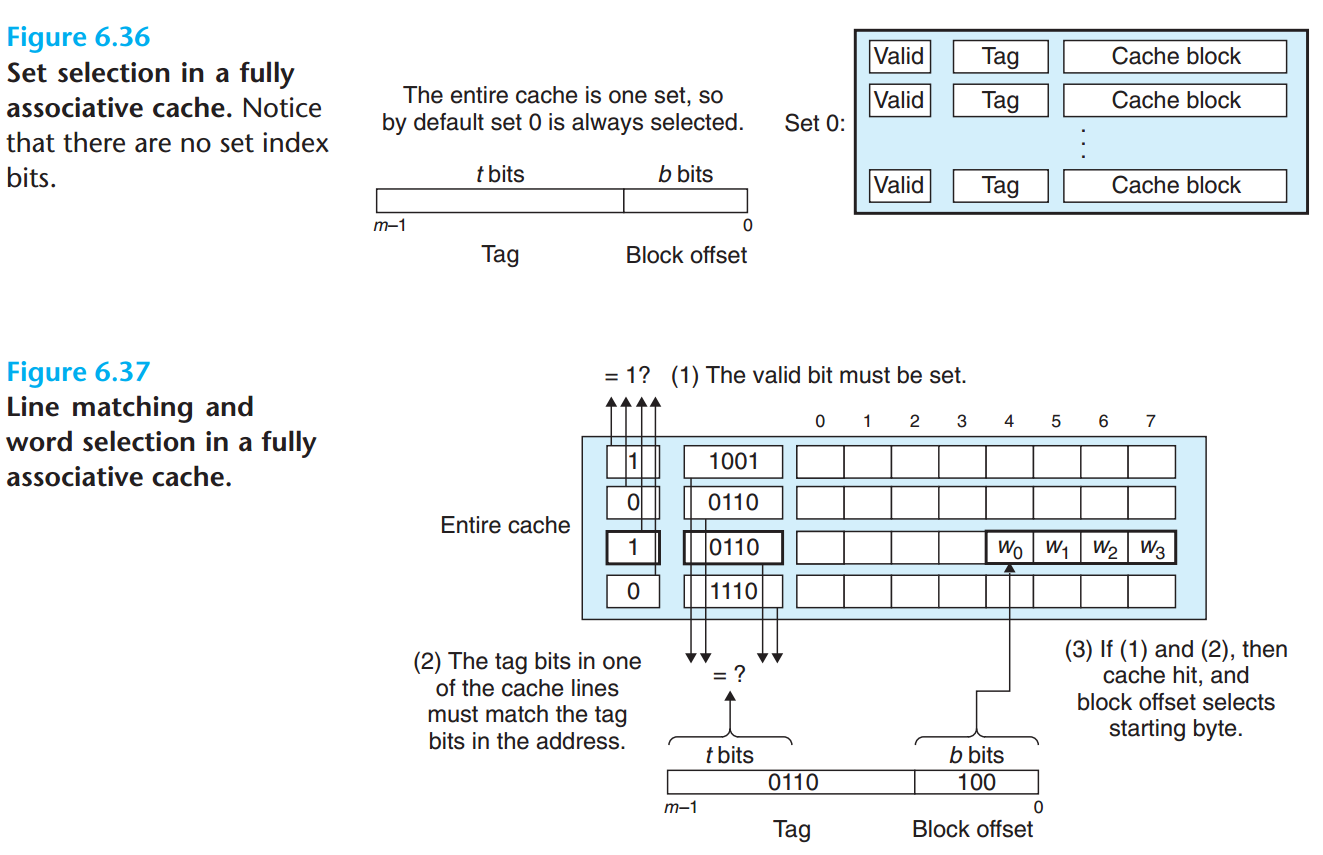 Figure 6.36
Set selection in a fully
associative cache. Notice
that there are no set index
bits.
The entire cache is one set, so
by default set 0 is always selected.
t bits b bits
m–1 0
Tag Block offset
Set 0:
Valid Tag Cache block
Valid Tag Cache block
Valid Tag Cache block
Figure 6.37
Line matching and
word selection in a fully
associative cache.
= 1? (1) The valid bit must be set.
0 1 2 3 4 5 6 7
1 1001
0 0110
Entire cache
1 0110 w0 w1 w2 w3
0 1110
(2) The tag bits in one
of the cache lines
must match the tag
bits in the address.
= ?
(3) If (1) and (2), then
cache hit, and
block offset selects
starting byte.
t bits b bits
0110 100
m–1 0
Tag Block offset